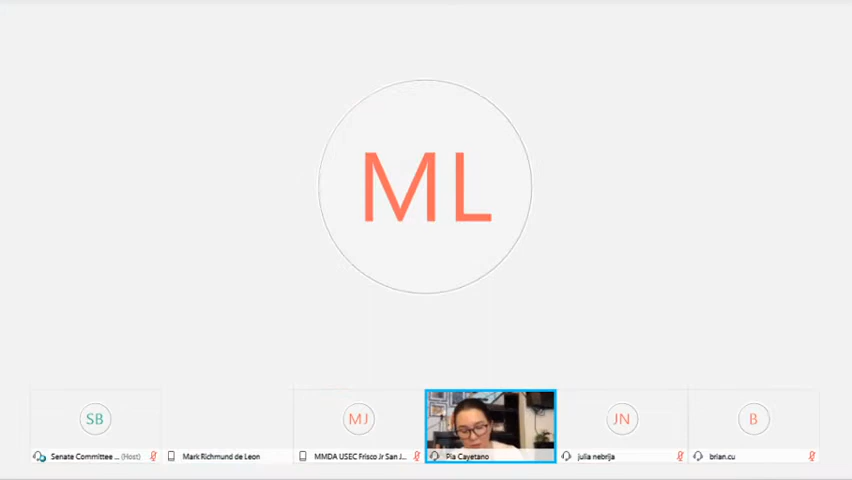 ML
SB
MJ
JN
B
Senate Committee ... (Host)
Mark Richmund de Leon
MMDA USEC Frisco Jr San J...
Pia Cayetano
julia nebrija
brian.cu